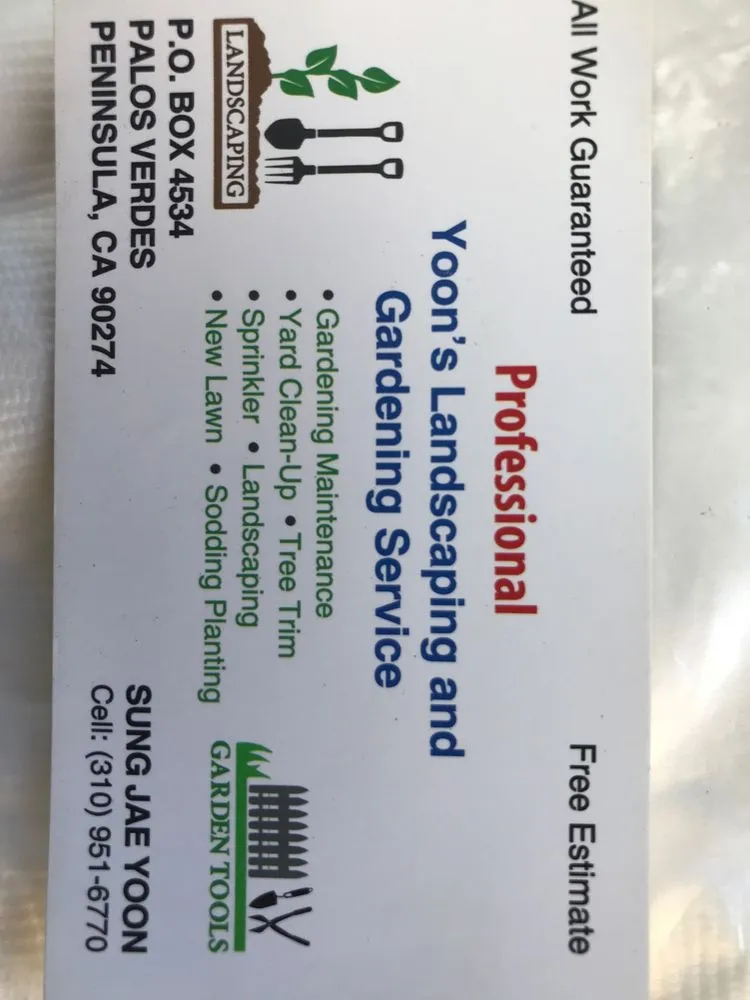 All Work Guaranteed
Free Estimate
Professional
Yoon's Landscaping and
Gardening Service
• Gardening Maintenance
• Yard Clean-Up • Tree Trim
• Sprinkler • Landscaping
• New Lawn • Sodding Planting
LANDSCAPING
GARDEN TOOLS
P.O. BOX 4534
PALOS VERDES
PENINSULA, CA 90274
SUNG JAE YOON
Cell: (310) 951-6770